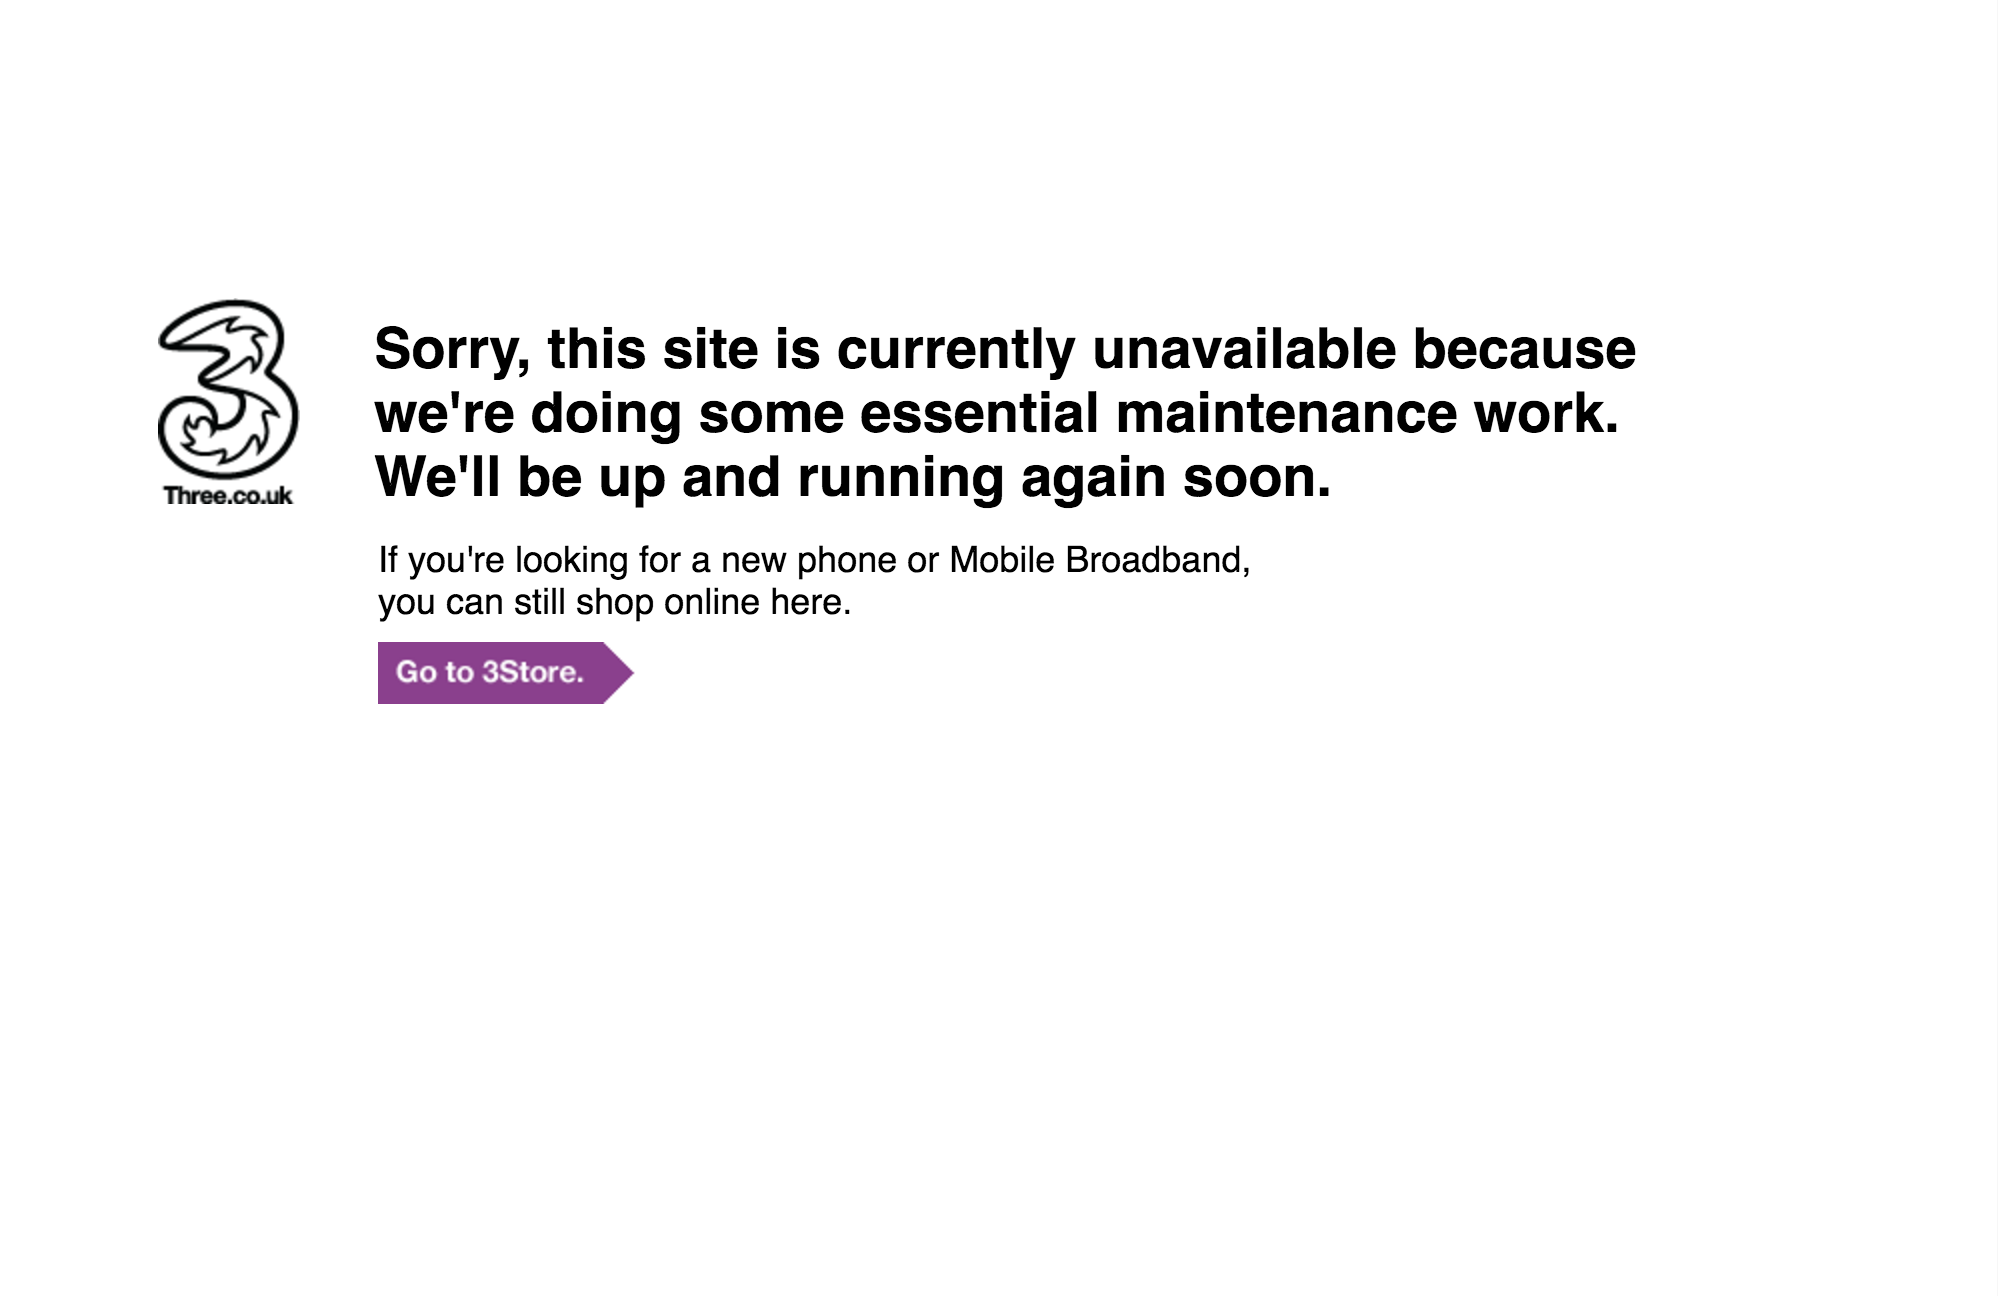 Three.co.uk
Sorry, this site is currently unavailable because
we're doing some essential maintenance work.
We'll be up and running again soon.
If you're looking for a new phone or Mobile Broadband,
you can still shop online here.
Go to 3Store.